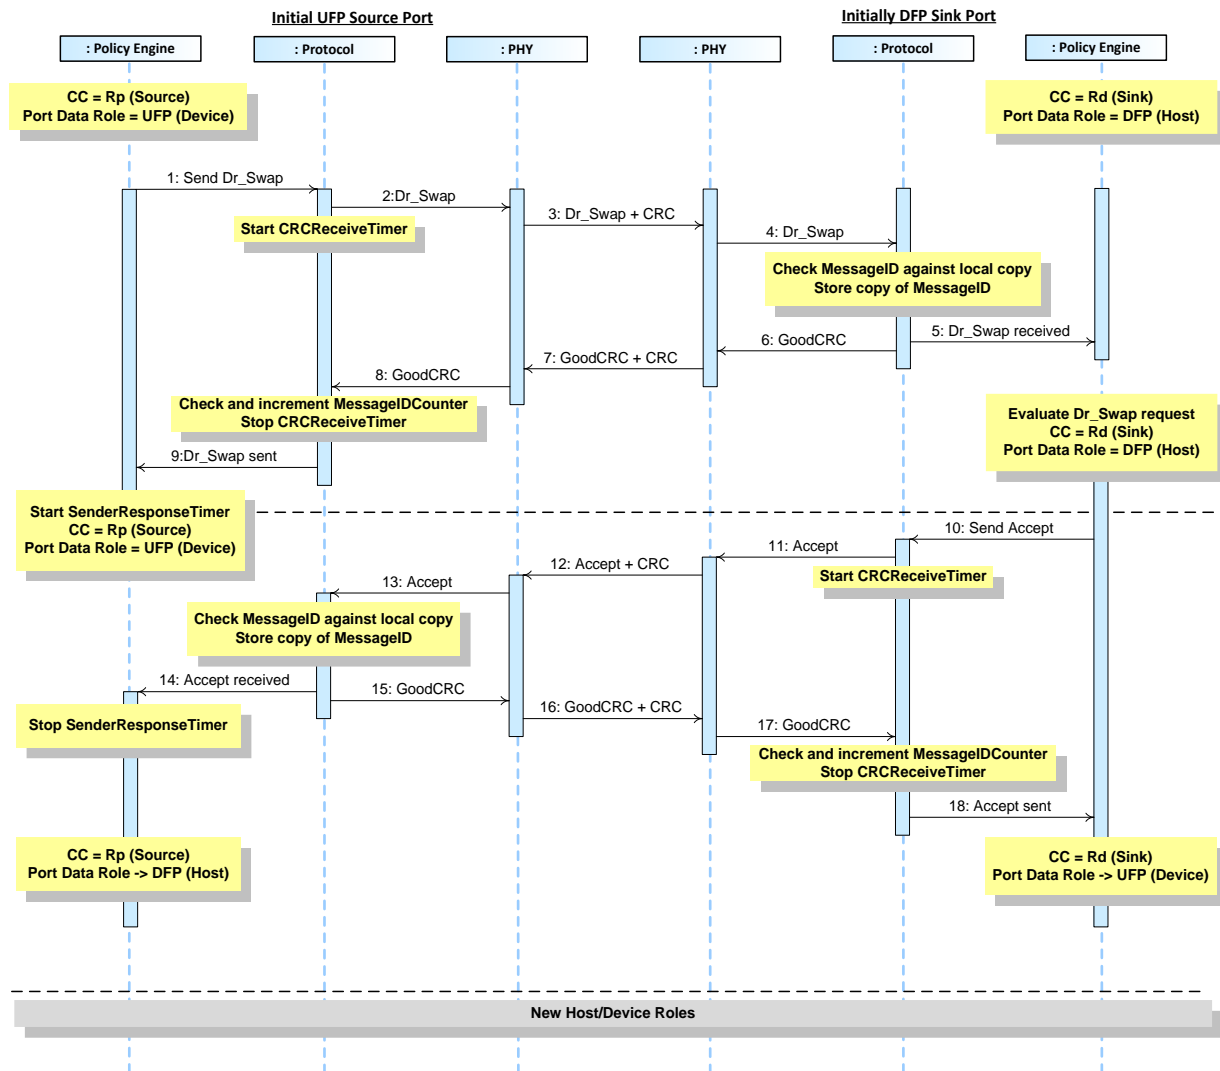 Initial UFP Source Port
Initially DFP Sink Port
: Policy Engine
: Protocol
: PHY
: PHY
: Protocol
: Policy Engine
CC = Rp (Source)
Port Data Role = UFP (Device)
CC = Rd (Sink)
Port Data Role = DFP (Host)
1: Send Dr_Swap
2:Dr_Swap
Start CRCReceiveTimer
3: Dr_Swap + CRC
4: Dr_Swap
Check MessageID against local copy
Store copy of MessageID
5: Dr_Swap received
6: GoodCRC
7: GoodCRC + CRC
8: GoodCRC
Check and increment MessageIDCounter
Stop CRCReceiveTimer
9:Dr_Swap sent
Evaluate Dr_Swap request
CC = Rd (Sink)
Port Data Role = DFP (Host)
Start SenderResponseTimer
CC = Rp (Source)
Port Data Role = UFP (Device)
10: Send Accept
11: Accept
Start CRCReceiveTimer
12: Accept + CRC
13: Accept
Check MessageID against local copy
Store copy of MessageID
14: Accept received
15: GoodCRC
Stop SenderResponseTimer
16: GoodCRC + CRC
17: GoodCRC
Check and increment MessageIDCounter
Stop CRCReceiveTimer
18: Accept sent
CC = Rp (Source)
Port Data Role -> DFP (Host)
CC = Rd (Sink)
Port Data Role -> UFP (Device)
New Host/Device Roles